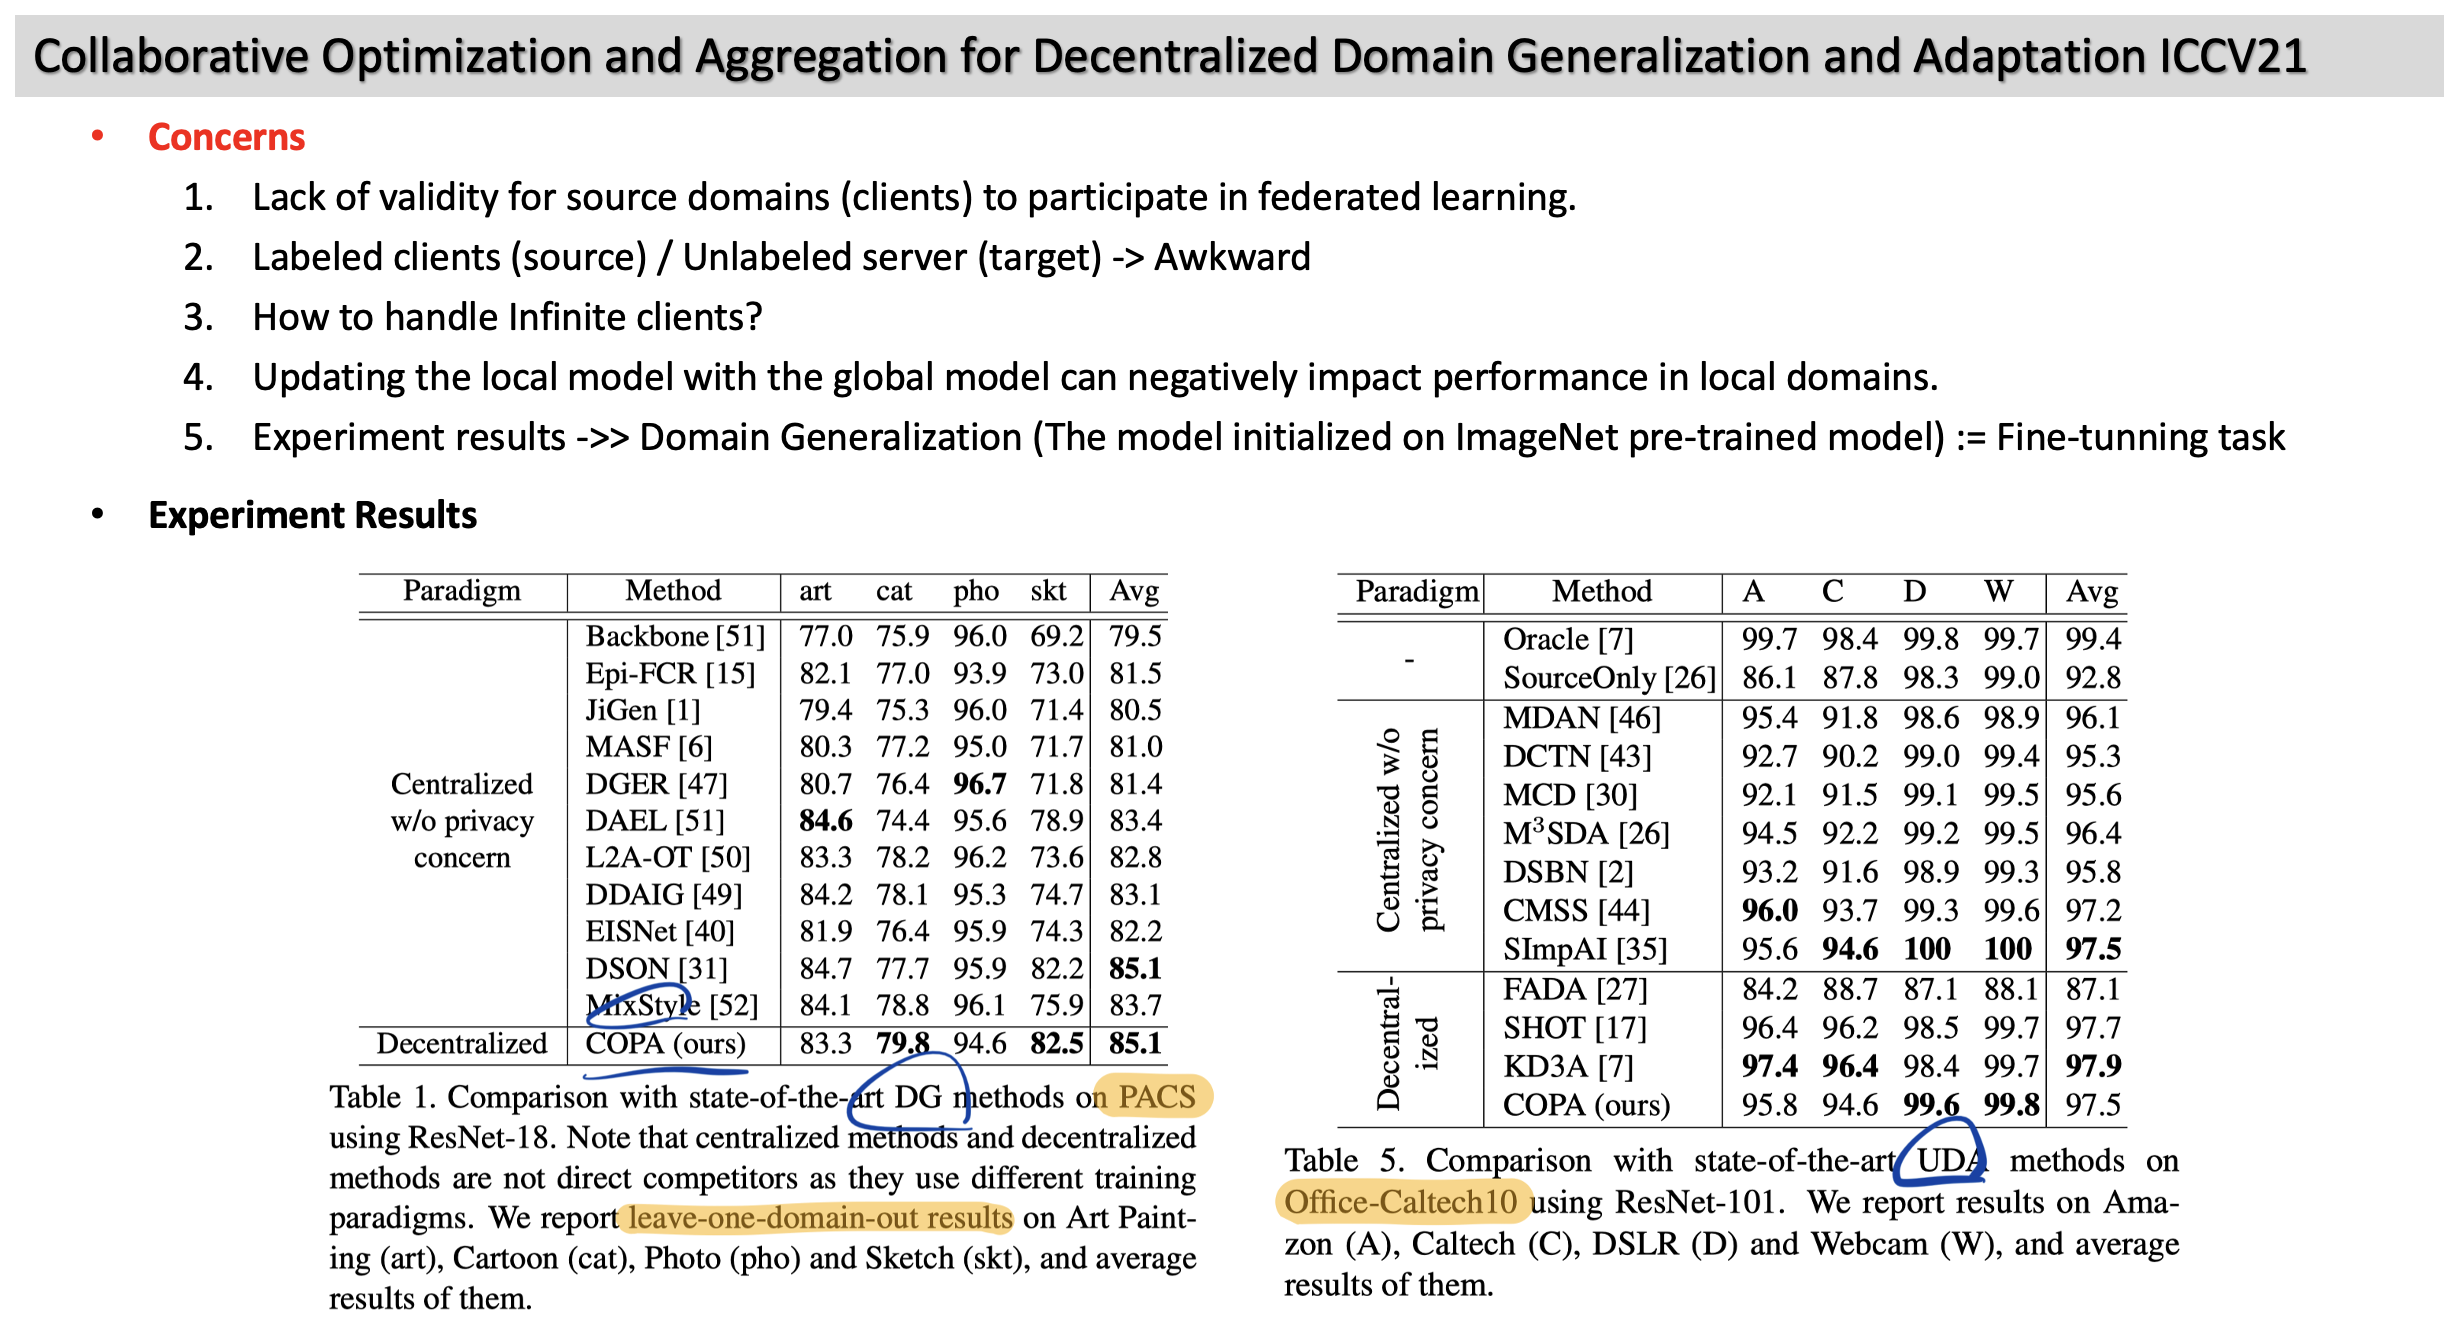 Collaborative Optimization and Aggregation for Decentralized Domain Generalization and Adaptation ICCV21
• Concerns
1. Lack of validity for source domains (clients) to participate in federated learning.
2. Labeled clients (source) / Unlabeled server (target) -> Awkward
3. How to handle Infinite clients?
4. Updating the local model with the global model can negatively impact performance in local domains.
5. Experiment results ->> Domain Generalization (The model initialized on ImageNet pre-trained model) := Fine-tunning task
• Experiment Results
Paradigm Method art cat pho skt Avg
Backbone [51] 77.0 75.9 96.0 69.2 79.5
Epi-FCR [15] 82.1 77.0 93.9 73.0 81.5
JiGen [1] 79.4 75.3 96.0 71.4 80.5
MASF [6] 80.3 77.2 95.0 71.7 81.0
Centralized DGER [47] 80.7 76.4 96.7 71.8 81.4
w/o privacy DAEL [51] 84.6 74.4 95.6 78.9 83.4
concern L2A-OT [50] 83.3 78.2 96.2 73.6 82.8
DDAIG [49] 84.2 78.1 95.3 74.7 83.1
EISNet [40] 81.9 76.4 95.9 74.3 82.2
DSON [31] 84.7 77.7 95.9 82.2 85.1
MixStyle [52] 84.1 78.8 96.1 75.9 83.7
Decentralized COPA (ours) 83.3 79.8 94.6 82.5 85.1
Table 1. Comparison with state-of-the-art DG methods on PACS
using ResNet-18. Note that centralized methods and decentralized
methods are not direct competitors as they use different training
paradigms. We report leave-one-domain-out results on Art Paint-
ing (art), Cartoon (cat), Photo (pho) and Sketch (skt), and average
results of them.
Paradigm Method A C D W Avg
- Oracle [7] 99.7 98.4 99.8 99.7 99.4
SourceOnly [26] 86.1 87.8 98.3 99.0 92.8
Centralized w/o
privacy concern
MDAN [46] 95.4 91.8 98.6 98.9 96.1
DCTN [43] 92.7 90.2 99.0 99.4 95.3
MCD [30] 92.1 91.5 99.1 99.5 95.6
M³SDA [26] 94.5 92.2 99.2 99.5 96.4
DSBN [2] 93.2 91.6 98.9 99.3 95.8
CMSS [44] 96.0 93.7 99.3 99.6 97.2
SImpAI [35] 95.6 94.6 100 100 97.5
Decentral-
ized
FADA [27] 84.2 88.7 87.1 88.1 87.1
SHOT [17] 96.4 96.2 98.5 99.7 97.7
KD3A [7] 97.4 96.4 98.4 99.7 97.9
COPA (ours) 95.8 94.6 99.6 99.8 97.5
Table 5. Comparison with state-of-the-art UDA methods on
Office-Caltech10 using ResNet-101. We report results on Ama-
zon (A), Caltech (C), DSLR (D) and Webcam (W), and average
results of them.